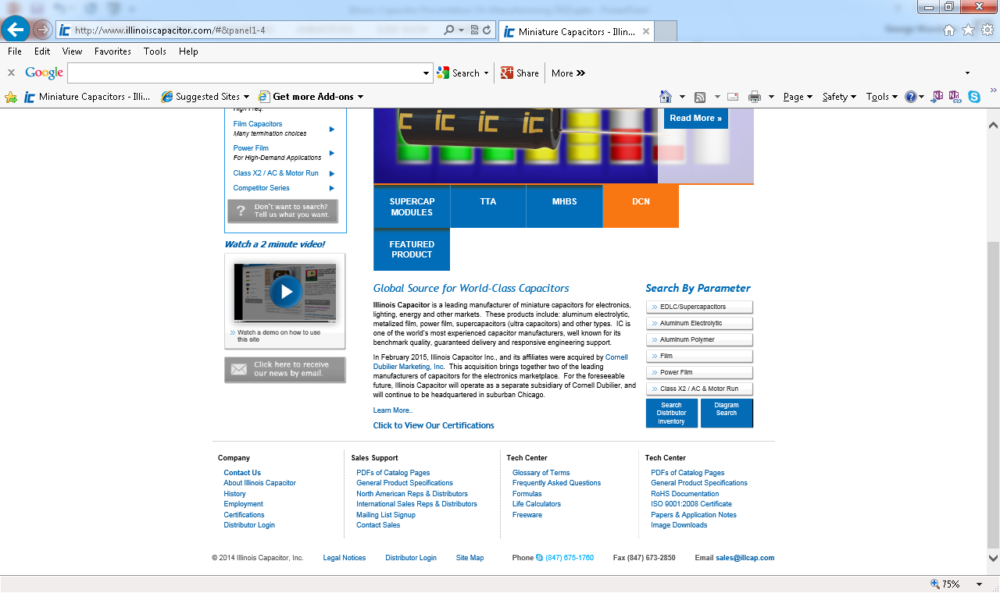 http://www.illinoiscapacitor.com/#&panel1-4
Miniature Capacitors - Illin...
File Edit View Favorites Tools Help
Google
Search
Share
More »
Miniature Capacitors - Illi...
Suggested Sites
Get more Add-ons
Page
Safety
Tools
High Freq.
Film Capacitors
Many termination choices
Power Film
For High-Demand Applications
Class X2 / AC & Motor Run
Competitor Series
Don't want to search?
Tell us what you want.
Watch a 2 minute video!
Watch a demo on how to use
this site
Click here to receive
our news by email.
IC IC IC IC
Read More »
SUPERCAP
MODULES
TTA
MHBS
DCN
FEATURED
PRODUCT
Global Source for World-Class Capacitors
Illinois Capacitor is a leading manufacturer of miniature capacitors for electronics,
lighting, energy and other markets. These products include: aluminum electrolytic,
metalized film, power film, supercapacitors (ultra capacitors) and other types. IC is
one of the world's most experienced capacitor manufacturers, well known for its
benchmark quality, guaranteed delivery and responsive engineering support.
In February 2015, Illinois Capacitor Inc., and its affiliates were acquired by Cornell
Dubilier Marketing, Inc. This acquisition brings together two of the leading
manufacturers of capacitors for the electronics marketplace. For the foreseeable
future, Illinois Capacitor will operate as a separate subsidiary of Cornell Dubilier, and
will continue to be headquartered in suburban Chicago.
Learn More..
Click to View Our Certifications
Search By Parameter
EDLC/Supercapacitors
Aluminum Electrolytic
Aluminum Polymer
Film
Power Film
Class X2 / AC & Motor Run
Search
Distributor
Inventory
Diagram
Search
Company
Contact Us
About Illinois Capacitor
History
Employment
Certifications
Distributor Login
Sales Support
PDFs of Catalog Pages
General Product Specifications
North American Reps & Distributors
International Sales Reps & Distributors
Mailing List Signup
Contact Sales
Tech Center
Glossary of Terms
Frequently Asked Questions
Formulas
Life Calculators
Freeware
Tech Center
PDFs of Catalog Pages
General Product Specifications
RoHS Documentation
ISO 9001:2008 Certificate
Papers & Application Notes
Image Downloads
© 2014 Illinois Capacitor, Inc. Legal Notices Distributor Login Site Map Phone (847) 675-1760 Fax (847) 673-2850 Email sales@illcap.com
75%